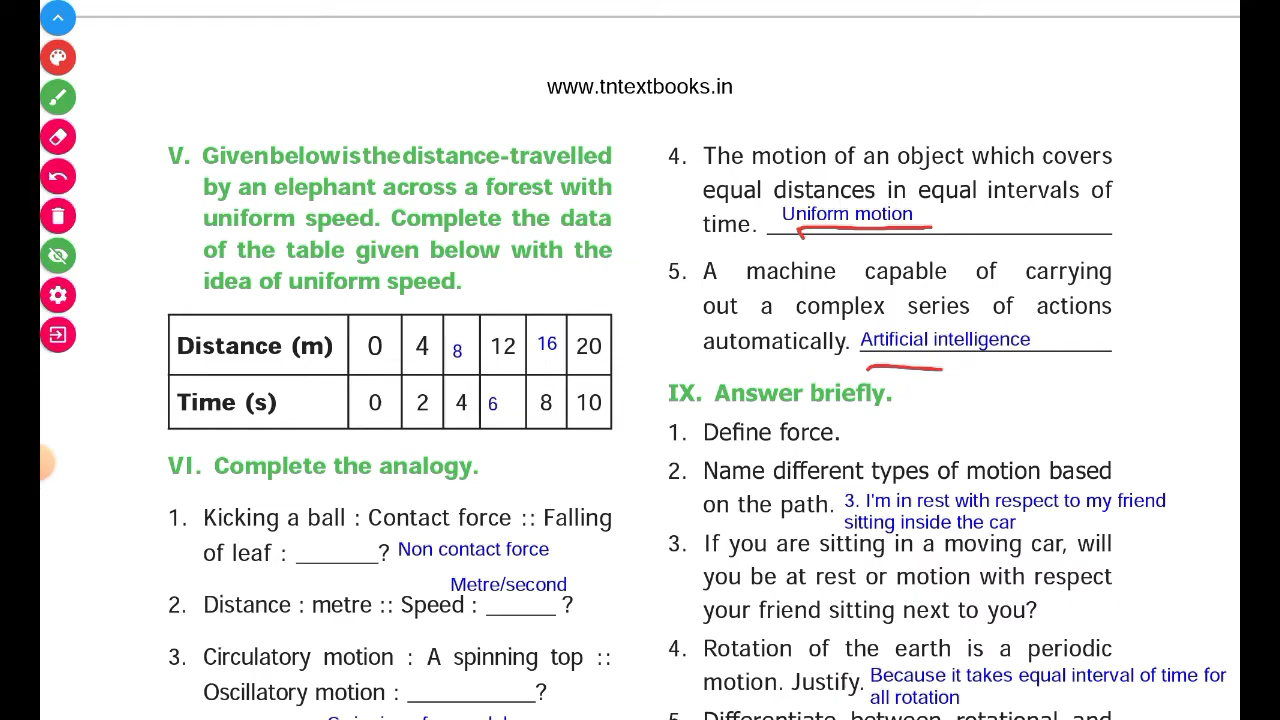 www.tntextbooks.in
V. Givenbelowisthedistance-travelled
by an elephant across a forest with
uniform speed. Complete the data
of the table given below with the
idea of uniform speed.
Distance (m) 0 4 8 12 16 20
Time (s) 0 2 4 6 8 10
VI. Complete the analogy.
1. Kicking a ball : Contact force :: Falling
of leaf : _______? Non contact force
Metre/second
2. Distance : metre :: Speed : ______ ?
3. Circulatory motion : A spinning top ::
Oscillatory motion : ___________?
4. The motion of an object which covers
equal distances in equal intervals of
Uniform motion
time. ______________________________
5. A machine capable of carrying
out a complex series of actions
automatically. Artificial intelligence
IX. Answer briefly.
1. Define force.
2. Name different types of motion based
on the path. 3. I'm in rest with respect to my friend
sitting inside the car
3. If you are sitting in a moving car, will
you be at rest or motion with respect
your friend sitting next to you?
4. Rotation of the earth is a periodic
motion. Justify. Because it takes equal interval of time for
all rotation
5. Differentiate between rotational and